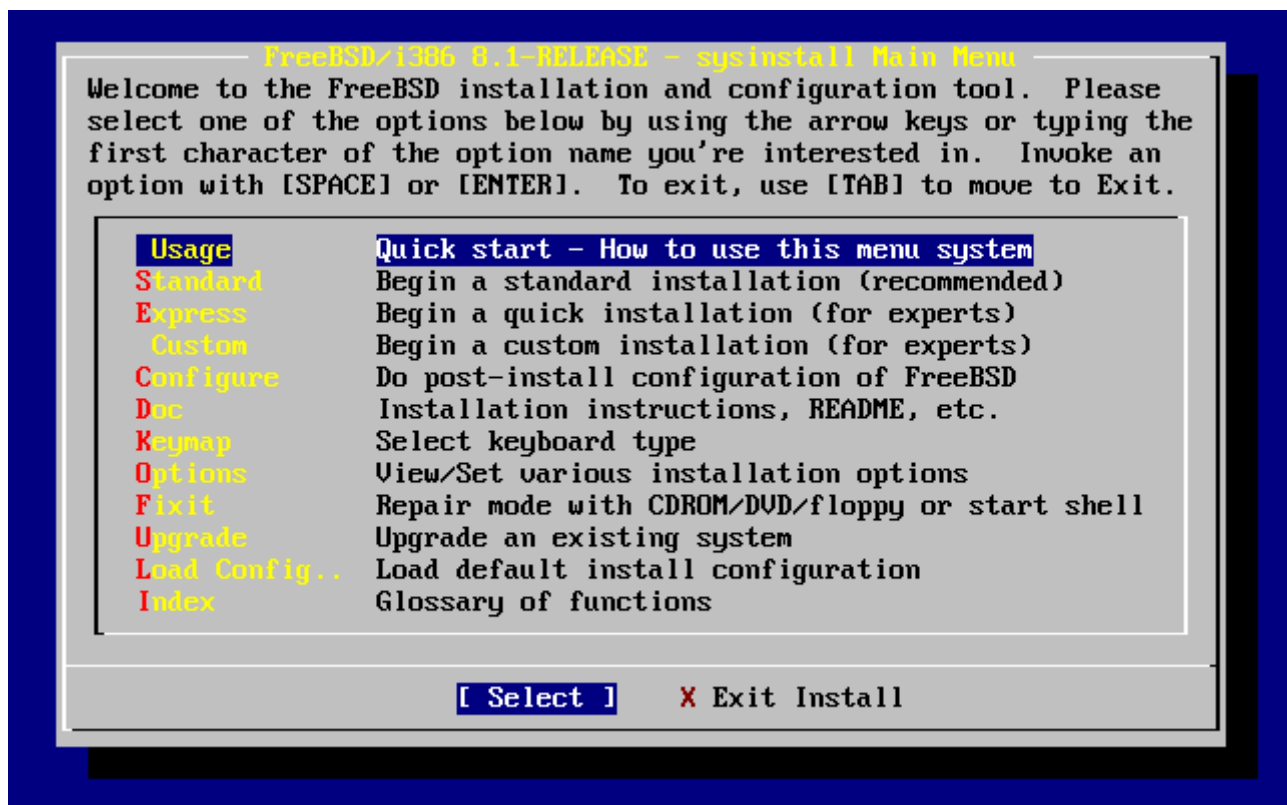 FreeBSD/i386 8.1-RELEASE - sysinstall Main Menu
Welcome to the FreeBSD installation and configuration tool.  Please
select one of the options below by using the arrow keys or typing the
first character of the option name you're interested in.  Invoke an
option with [SPACE] or [ENTER].  To exit, use [TAB] to move to Exit.
Usage Quick start - How to use this menu system
Standard Begin a standard installation (recommended)
Express Begin a quick installation (for experts)
Custom Begin a custom installation (for experts)
Configure Do post-install configuration of FreeBSD
Doc Installation instructions, README, etc.
Keymap Select keyboard type
Options View/Set various installation options
Fixit Repair mode with CDROM/DVD/floppy or start shell
Upgrade Upgrade an existing system
Load Config.. Load default install configuration
Index Glossary of functions
[ Select ] X Exit Install